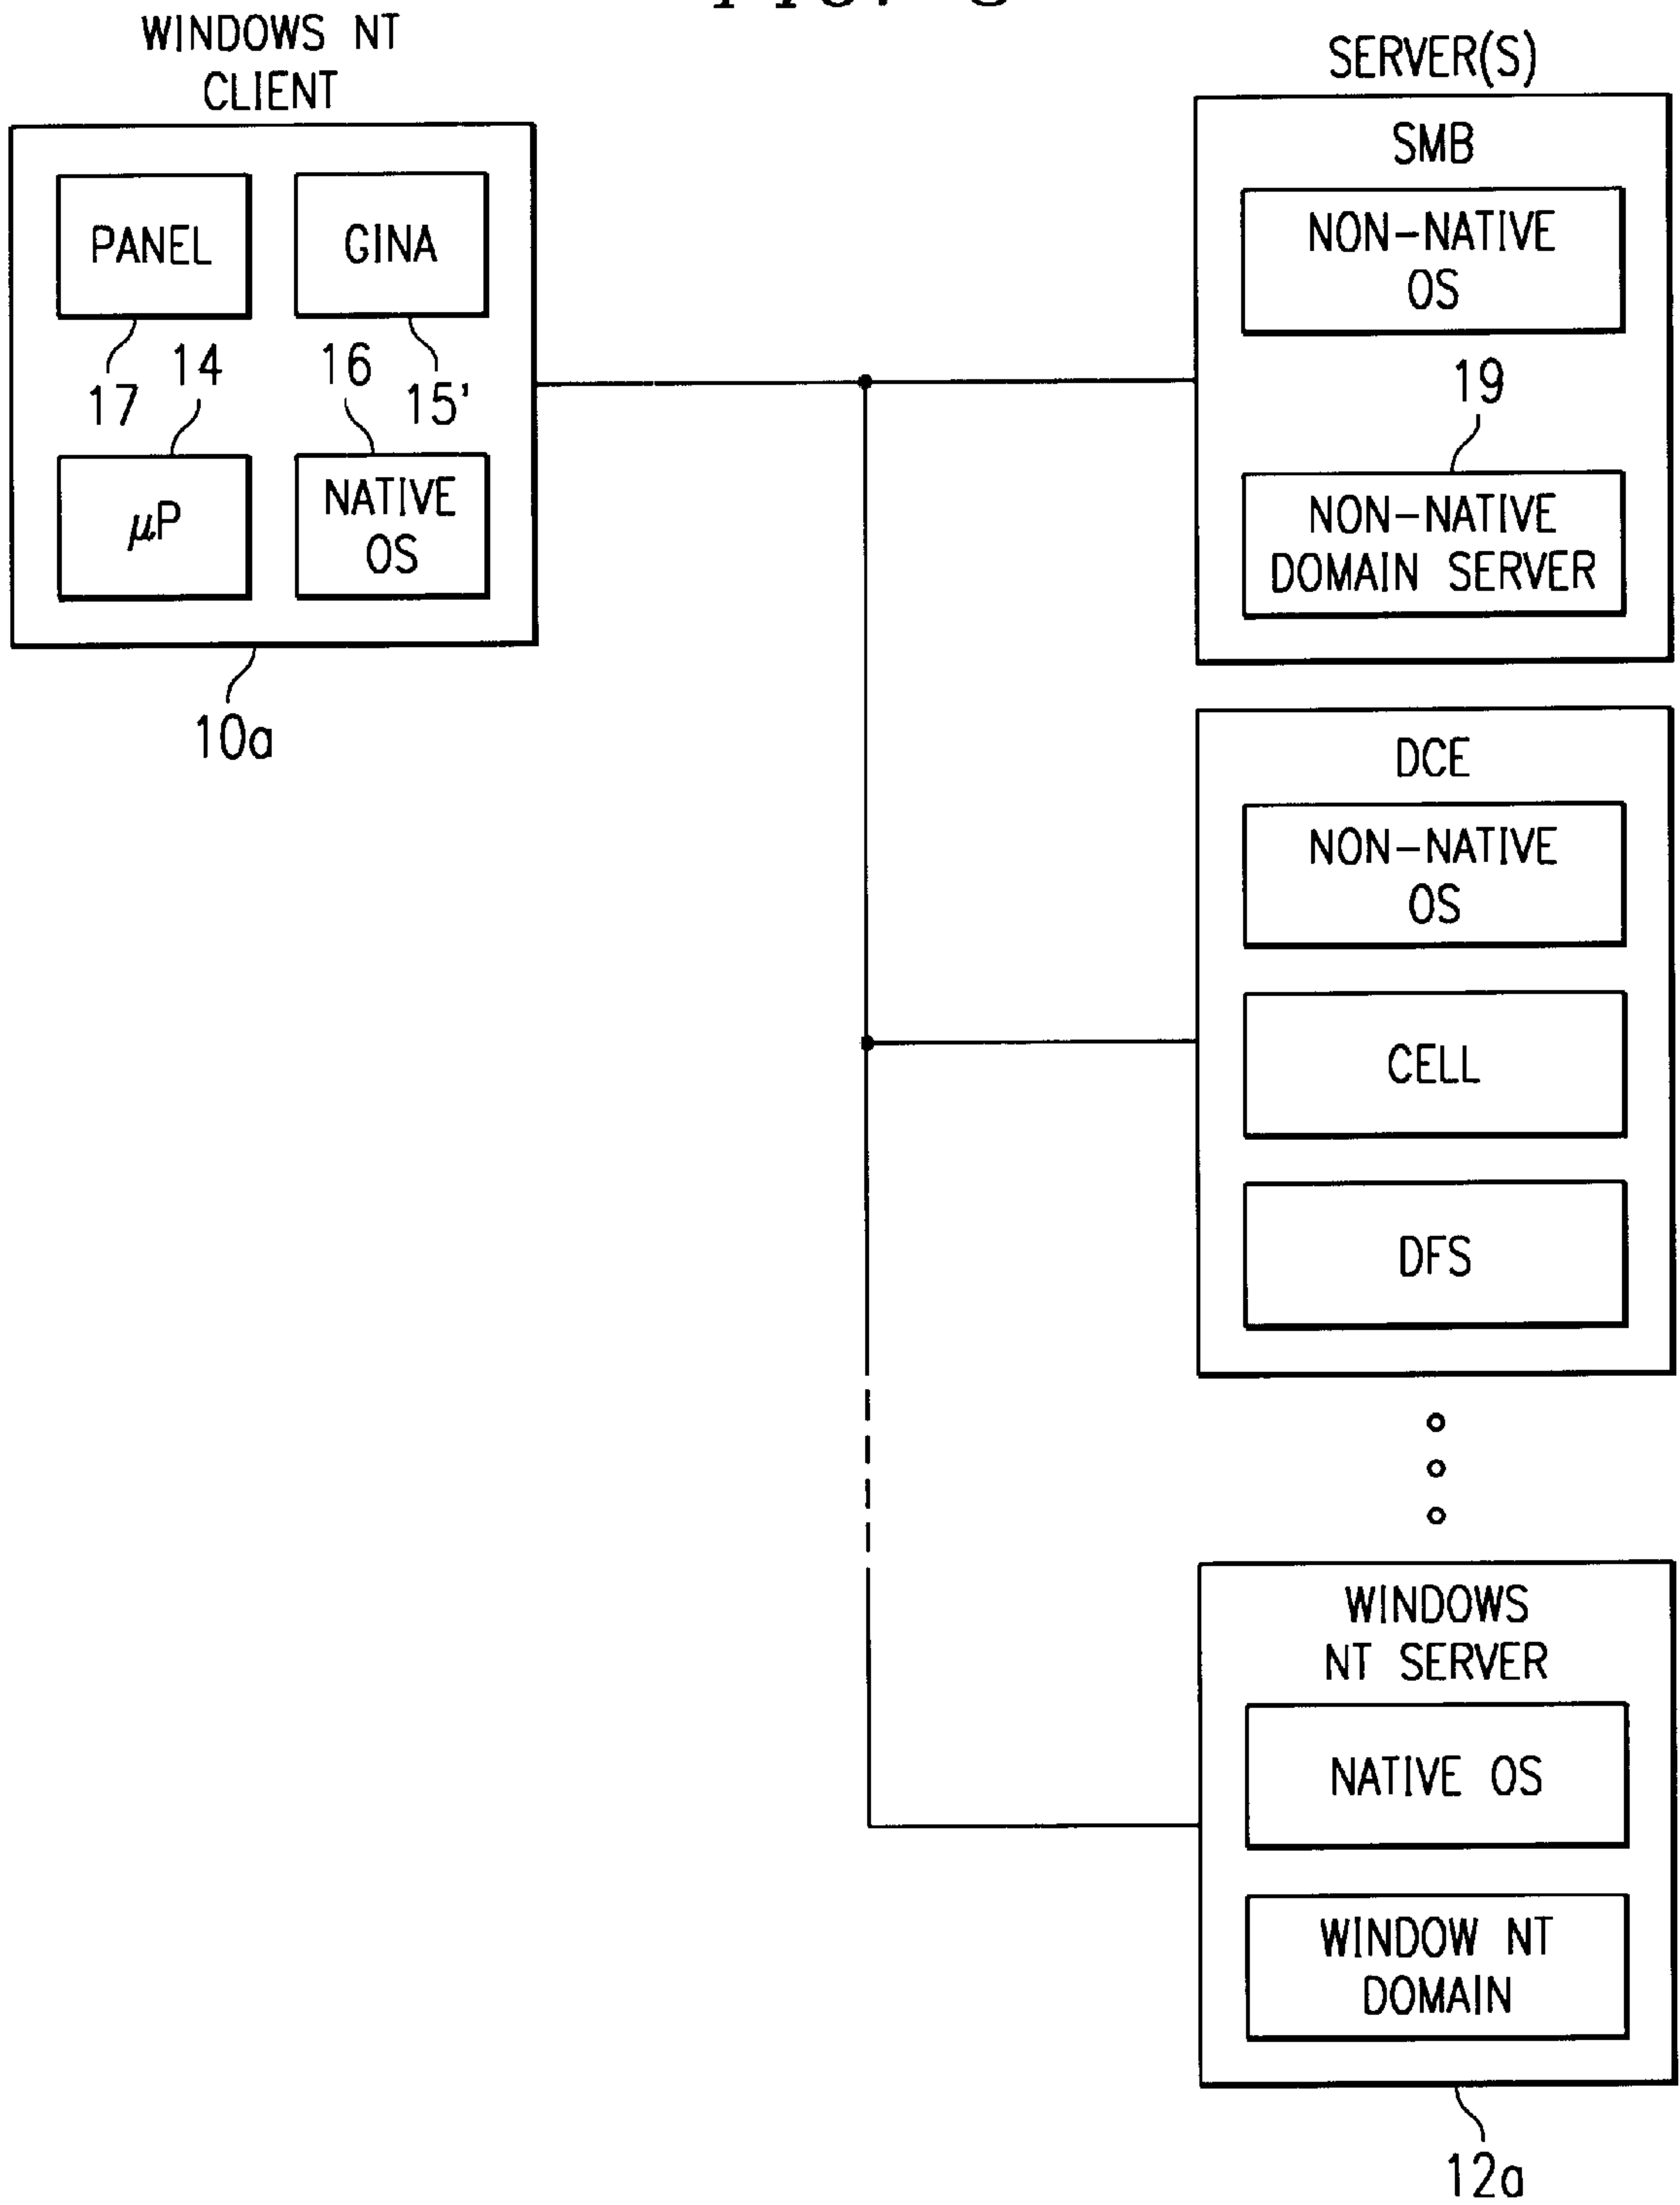 WINDOWS NT
CLIENT
PANEL
GINA
17
14
16
15'
μP
NATIVE
OS
10a
SERVER(S)
SMB
NON-NATIVE
OS
19
NON-NATIVE
DOMAIN SERVER
DCE
NON-NATIVE
OS
CELL
DFS
WINDOWS
NT SERVER
NATIVE OS
WINDOW NT
DOMAIN
12a